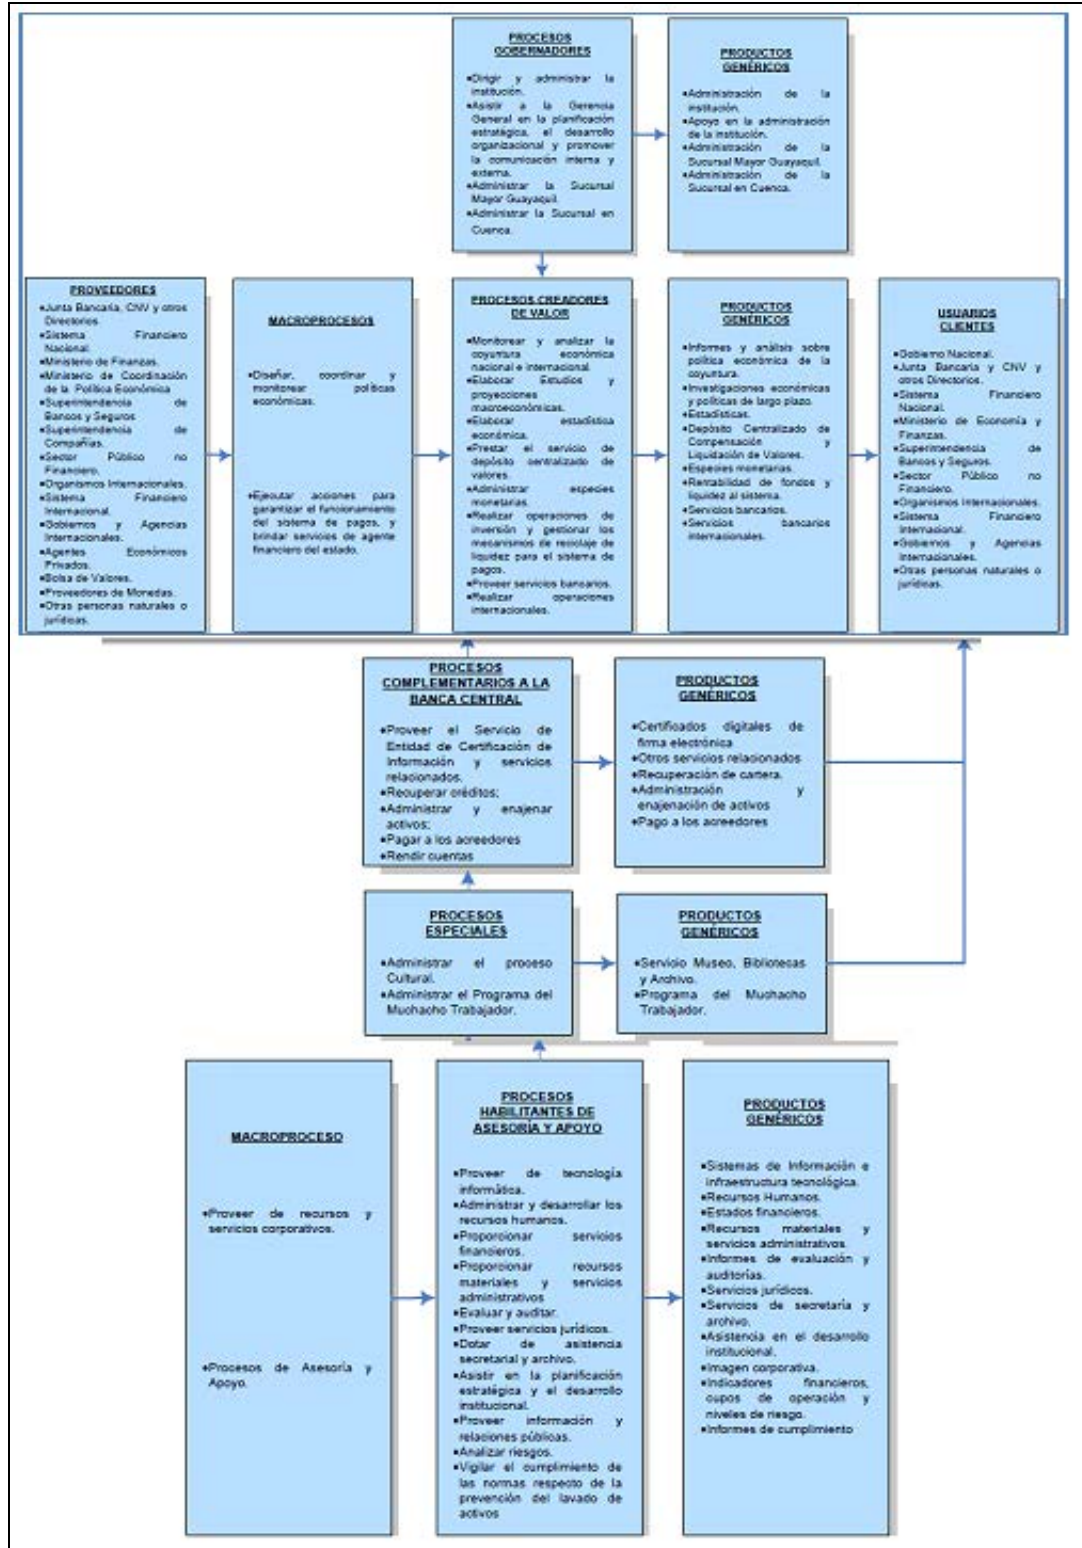 PROCESOS
GOBERNADORES
•Dirigir y administrar la
institución.
•Asistir a la Gerencia
General en la planificación
estratégica, el desarrollo
organizacional y promover
la comunicación interna y
externa.
•Administrar la Sucursal
Mayor Guayaquil.
•Administrar la Sucursal en
Cuenca.
PRODUCTOS
GENÉRICOS
•Administración de la
institución.
•Apoyo en la administración
de la institución.
•Administración de la
Sucursal Mayor Guayaquil.
•Administración de la
Sucursal en Cuenca.
PROVEEDORES
•Junta Bancaria, CNV y otros
Directorios.
•Sistema Financiero
Nacional.
•Ministerio de Finanzas.
•Ministerio de Coordinación
de la Política Económica
•Superintendencia de
Bancos y Seguros
•Superintendencia de
Compañías.
•Sector Público no
Financiero.
•Organismos Internacionales.
•Sistema Financiero
Internacional.
•Gobiernos y Agencias
Internacionales.
•Agentes Económicos
Privados.
•Bolsa de Valores.
•Proveedores de Monedas.
•Otras personas naturales o
jurídicas.
MACROPROCESOS
•Diseñar, coordinar y
monitorear políticas
económicas.
•Ejecutar acciones para
garantizar el funcionamiento
del sistema de pagos, y
brindar servicios de agente
financiero del estado.
PROCESOS CREADORES
DE VALOR
•Monitorear y analizar la
coyuntura económica
nacional e internacional.
•Elaborar Estudios y
proyecciones
macroeconómicas.
•Elaborar estadística
económica.
•Prestar el servicio de
depósito centralizado de
valores.
•Administrar especies
monetarias.
•Realizar operaciones de
inversión y gestionar los
mecanismos de reciclaje de
liquidez para el sistema de
pagos.
•Proveer servicios bancarios.
•Realizar operaciones
internacionales.
PRODUCTOS
GENÉRICOS
•Informes y análisis sobre
política económica de la
coyuntura.
•Investigaciones económicas
y políticas de largo plazo.
•Estadísticas.
•Depósito Centralizado de
Compensación y
Liquidación de Valores.
•Especies monetarias.
•Rentabilidad de fondos y
liquidez al sistema.
•Servicios bancarios.
•Servicios bancarios
internacionales.
USUARIOS
CLIENTES
•Gobierno Nacional.
•Junta Bancaria y CNV y
otros Directorios.
•Sistema Financiero
Nacional.
•Ministerio de Economía y
Finanzas.
•Superintendencia de
Bancos y Seguros.
•Sector Público no
Financiero.
•Organismos Internacionales.
•Sistema Financiero
Internacional.
•Gobiernos y Agencias
Internacionales.
•Otras personas naturales o
jurídicas.
PROCESOS
COMPLEMENTARIOS A LA
BANCA CENTRAL
•Proveer el Servicio de
Entidad de Certificación de
Información y servicios
relacionados.
•Recuperar créditos;
•Administrar y enajenar
activos;
•Pagar a los acreedores
•Rendir cuentas
PRODUCTOS
GENÉRICOS
•Certificados digitales de
firma electrónica
•Otros servicios relacionados
•Recuperación de cartera.
•Administración y
enajenación de activos
•Pago a los acreedores
PROCESOS
ESPECIALES
•Administrar el proceso
Cultural.
•Administrar el Programa del
Muchacho Trabajador.
PRODUCTOS
GENÉRICOS
•Servicio Museo, Bibliotecas
y Archivo.
•Programa del Muchacho
Trabajador.
MACROPROCESO
•Proveer de recursos y
servicios corporativos.
•Procesos de Asesoría y
Apoyo.
PROCESOS
HABILITANTES DE
ASESORÍA Y APOYO
•Proveer de tecnología
informática.
•Administrar y desarrollar los
recursos humanos.
•Proporcionar servicios
financieros.
•Proporcionar recursos
materiales y servicios
administrativos
•Evaluar y auditar.
•Proveer servicios jurídicos.
•Dotar de asistencia
secretarial y archivo.
•Asistir en la planificación
estratégica y el desarrollo
institucional.
•Proveer información y
relaciones públicas.
•Analizar riesgos.
•Vigilar el cumplimiento de
las normas respecto de la
prevención del lavado de
activos
PRODUCTOS
GENÉRICOS
•Sistemas de Información e
infraestructura tecnológica.
•Recursos Humanos.
•Estados financieros.
•Recursos materiales y
servicios administrativos.
•Informes de evaluación y
auditorías.
•Servicios jurídicos.
•Servicios de secretaría y
archivo.
•Asistencia en el desarrollo
institucional.
•Imagen corporativa.
•Indicadores financieros,
cupos de operación y
niveles de riesgo.
•Informes de cumplimiento